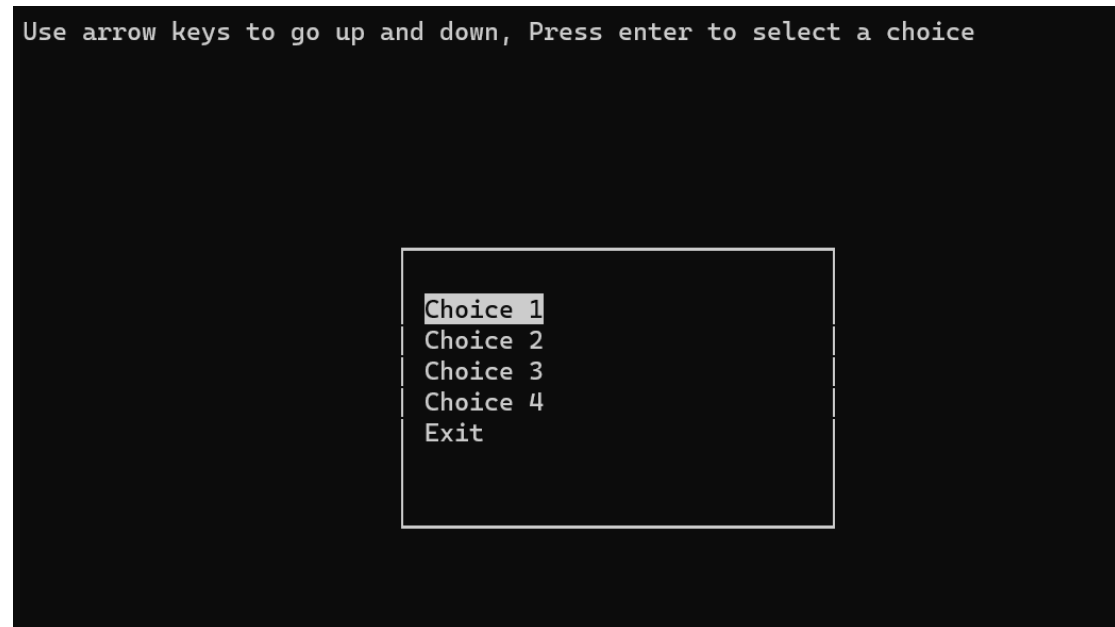 Use arrow keys to go up and down, Press enter to select a choice
Choice 1
Choice 2
Choice 3
Choice 4
Exit